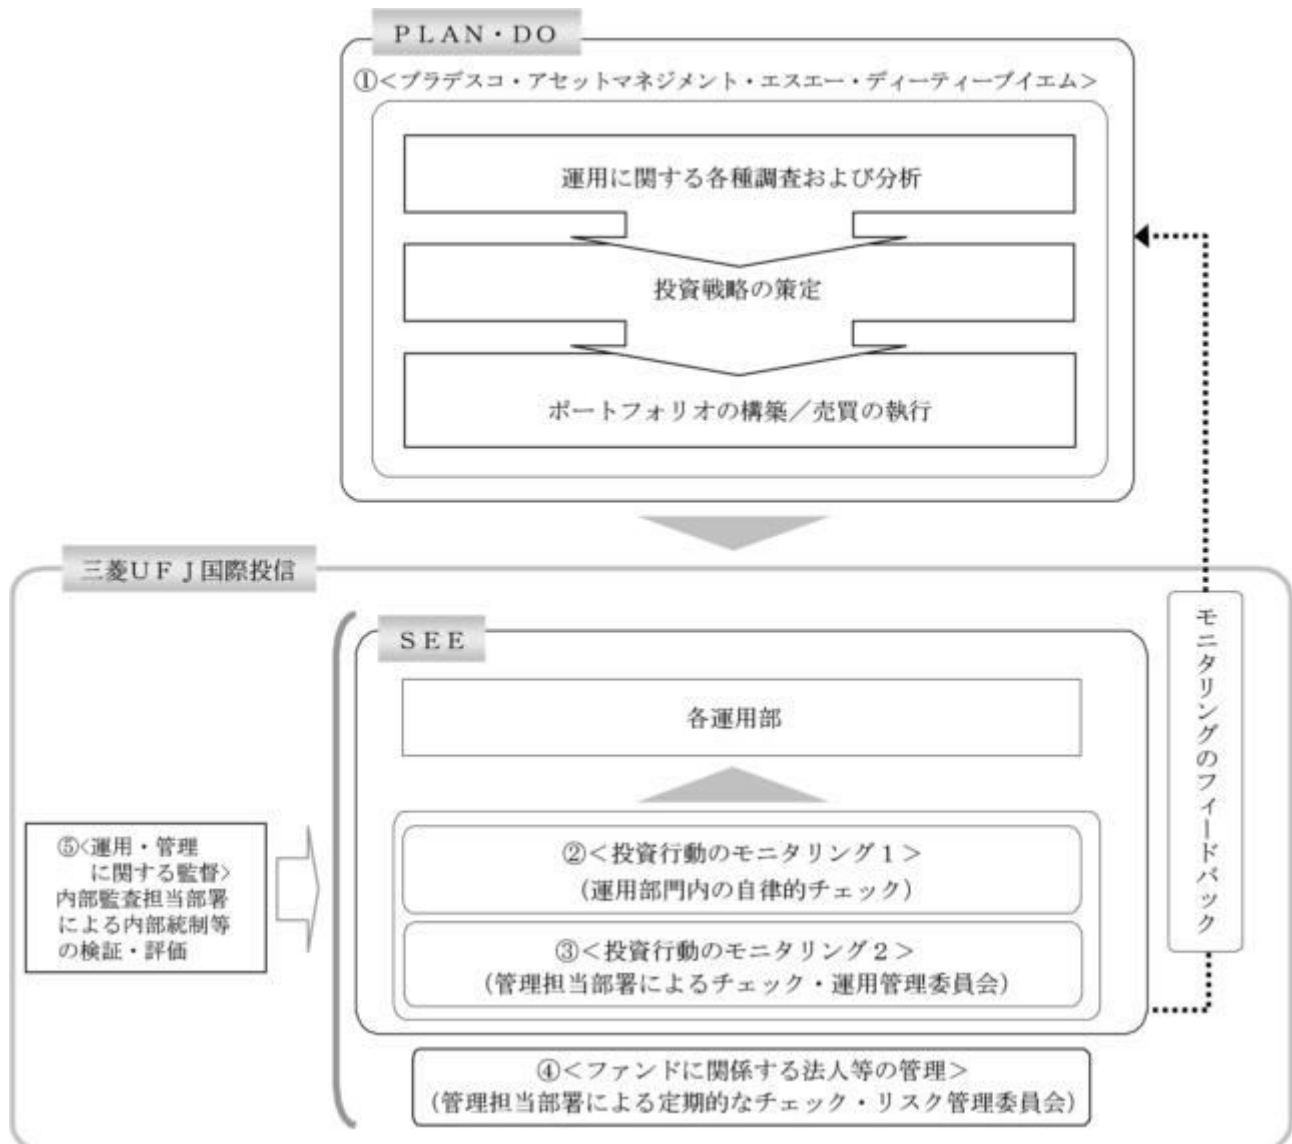 ＰＬＡＮ・ＤＯ
①＜ブラデスコ・アセットマネジメント・エスエー・ディーティーブイエム＞
運用に関する各種調査および分析
投資戦略の策定
ポートフォリオの構築／売買の執行
三菱ＵＦＪ国際投信
ＳＥＥ
各運用部
②＜投資行動のモニタリング１＞
（運用部門内の自律的チェック）
③＜投資行動のモニタリング２＞
（管理担当部署によるチェック・運用管理委員会）
④＜ファンドに関係する法人等の管理＞
（管理担当部署による定期的なチェック・リスク管理委員会）
⑤<運用・管理
に関する監督>
内部監査担当部署
による内部統制等
の検証・評価
モニタリングのフィードバック